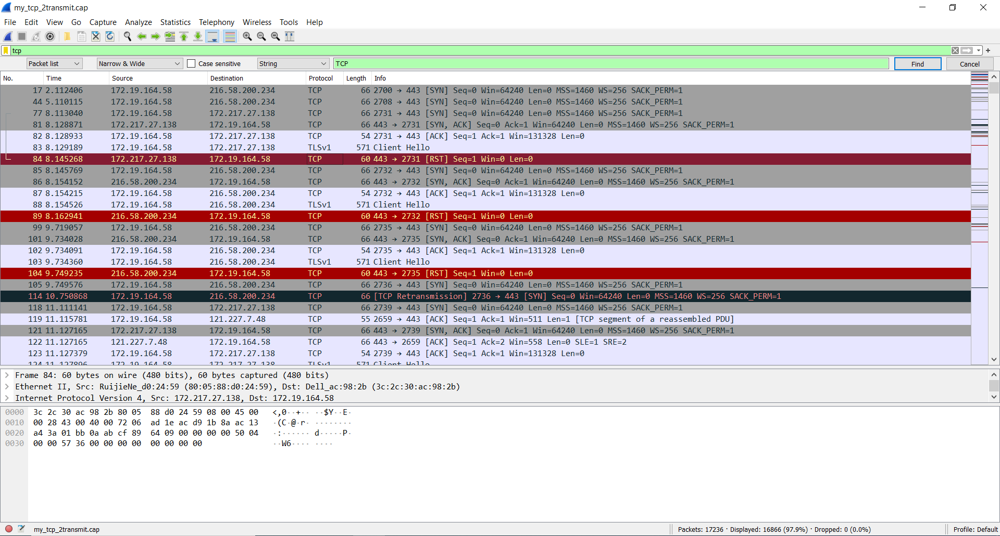 my_tcp_2transmit.cap
File Edit View Go Capture Analyze Statistics Telephony Wireless Tools Help
tcp
Packet list Narrow & Wide Case sensitive String TCP Find Cancel
No. Time Source Destination Protocol Length Info
17 2.112406 172.19.164.58 216.58.200.234 TCP 66 2700 → 443 [SYN] Seq=0 Win=64240 Len=0 MSS=1460 WS=256 SACK_PERM=1
44 5.110115 172.19.164.58 216.58.200.234 TCP 66 2708 → 443 [SYN] Seq=0 Win=64240 Len=0 MSS=1460 WS=256 SACK_PERM=1
77 8.113040 172.19.164.58 172.217.27.138 TCP 66 2731 → 443 [SYN] Seq=0 Win=64240 Len=0 MSS=1460 WS=256 SACK_PERM=1
81 8.128871 172.217.27.138 172.19.164.58 TCP 66 443 → 2731 [SYN, ACK] Seq=0 Ack=1 Win=64240 Len=0 MSS=1460 WS=256 SACK_PERM=1
82 8.128933 172.19.164.58 172.217.27.138 TCP 54 2731 → 443 [ACK] Seq=1 Ack=1 Win=131328 Len=0
83 8.129189 172.19.164.58 172.217.27.138 TLSv1 571 Client Hello
84 8.145268 172.217.27.138 172.19.164.58 TCP 60 443 → 2731 [RST] Seq=1 Win=0 Len=0
85 8.145769 172.19.164.58 216.58.200.234 TCP 66 2732 → 443 [SYN] Seq=0 Win=64240 Len=0 MSS=1460 WS=256 SACK_PERM=1
86 8.154152 216.58.200.234 172.19.164.58 TCP 66 443 → 2732 [SYN, ACK] Seq=0 Ack=1 Win=64240 Len=0 MSS=1460 WS=256 SACK_PERM=1
87 8.154215 172.19.164.58 216.58.200.234 TCP 54 2732 → 443 [ACK] Seq=1 Ack=1 Win=131328 Len=0
88 8.154526 172.19.164.58 216.58.200.234 TLSv1 571 Client Hello
89 8.162941 216.58.200.234 172.19.164.58 TCP 60 443 → 2732 [RST] Seq=1 Win=0 Len=0
99 9.719057 172.19.164.58 216.58.200.234 TCP 66 2735 → 443 [SYN] Seq=0 Win=64240 Len=0 MSS=1460 WS=256 SACK_PERM=1
101 9.734028 216.58.200.234 172.19.164.58 TCP 66 443 → 2735 [SYN, ACK] Seq=0 Ack=1 Win=64240 Len=0 MSS=1460 WS=256 SACK_PERM=1
102 9.734091 172.19.164.58 216.58.200.234 TCP 54 2735 → 443 [ACK] Seq=1 Ack=1 Win=131328 Len=0
103 9.734360 172.19.164.58 216.58.200.234 TLSv1 571 Client Hello
104 9.749235 216.58.200.234 172.19.164.58 TCP 60 443 → 2735 [RST] Seq=1 Win=0 Len=0
105 9.749576 172.19.164.58 216.58.200.234 TCP 66 2736 → 443 [SYN] Seq=0 Win=64240 Len=0 MSS=1460 WS=256 SACK_PERM=1
114 10.750868 172.19.164.58 216.58.200.234 TCP 66 [TCP Retransmission] 2736 → 443 [SYN] Seq=0 Win=64240 Len=0 MSS=1460 WS=256 SACK_PERM=1
118 11.111141 172.19.164.58 172.217.27.138 TCP 66 2739 → 443 [SYN] Seq=0 Win=64240 Len=0 MSS=1460 WS=256 SACK_PERM=1
119 11.115781 172.19.164.58 121.227.7.48 TCP 55 2659 → 443 [ACK] Seq=1 Ack=1 Win=511 Len=1 [TCP segment of a reassembled PDU]
121 11.127165 172.217.27.138 172.19.164.58 TCP 66 443 → 2739 [SYN, ACK] Seq=0 Ack=1 Win=64240 Len=0 MSS=1460 WS=256 SACK_PERM=1
122 11.127165 121.227.7.48 172.19.164.58 TCP 66 443 → 2659 [ACK] Seq=1 Ack=2 Win=558 Len=0 SLE=1 SRE=2
123 11.127379 172.19.164.58 172.217.27.138 TCP 54 2739 → 443 [ACK] Seq=1 Ack=1 Win=131328 Len=0
124 11.127896 172.19.164.58 172.217.27.138 TLSv1 571 Client Hello
Frame 84: 60 bytes on wire (480 bits), 60 bytes captured (480 bits)
Ethernet II, Src: RuijieNe_d0:24:59 (80:05:88:d0:24:59), Dst: Dell_ac:98:2b (3c:2c:30:ac:98:2b)
Internet Protocol Version 4, Src: 172.217.27.138, Dst: 172.19.164.58
0000 3c 2c 30 ac 98 2b 80 05 88 d0 24 59 08 00 45 00 <,0··+·· ··$Y··E·
0010 00 28 43 00 40 00 72 06 ad 1e ac d9 1b 8a ac 13 ·(C·@·r· ········
0020 a4 3a 01 bb 0a ab cf 89 64 09 00 00 00 00 50 04 ·:······ d·····P·
0030 00 00 57 36 00 00 00 00 00 00 00 00 ··W6···· ····
my_tcp_2transmit.cap Packets: 17236 · Displayed: 16866 (97.9%) · Dropped: 0 (0.0%) Profile: Default